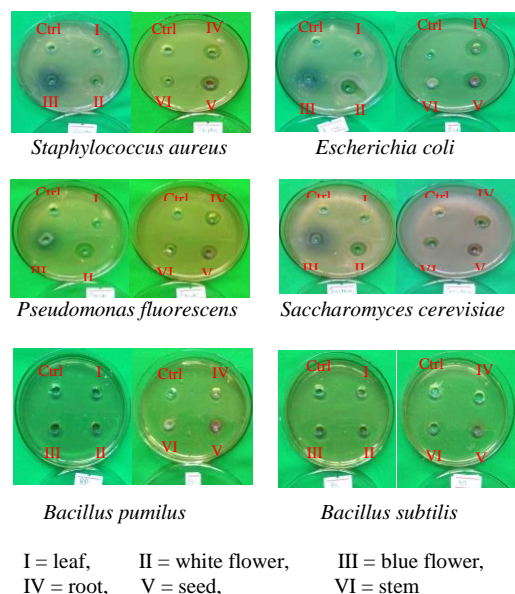 Ctrl I Ctrl IV
III II VI V
Staphylococcus aureus
Ctrl I Ctrl IV
III II VI V
Escherichia coli
Ctrl I Ctrl IV
III II VI V
Pseudomonas fluorescens
Ctrl I Ctrl IV
III II VI V
Saccharomyces cerevisiae
Ctrl I Ctrl IV
III II VI V
Bacillus pumilus
Ctrl I Ctrl IV
III II VI V
Bacillus subtilis
I = leaf, II = white flower, III = blue flower,
IV = root, V = seed, VI = stem